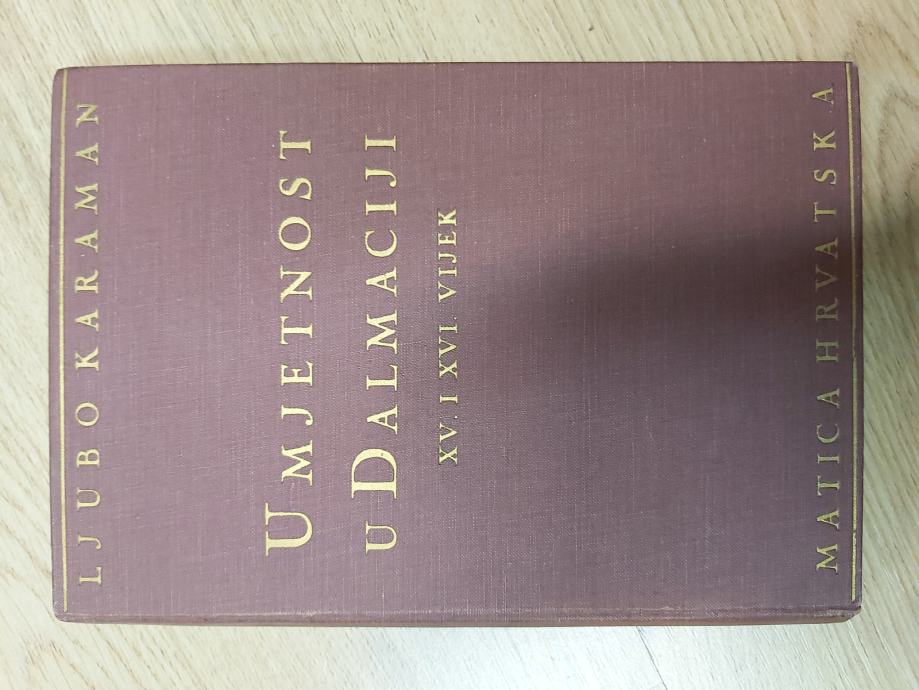 LJUBO KARAMAN
UMJETNOST
U DALMACIJI
XV. I XVI. VIJEK
MATICA HRVATSKA